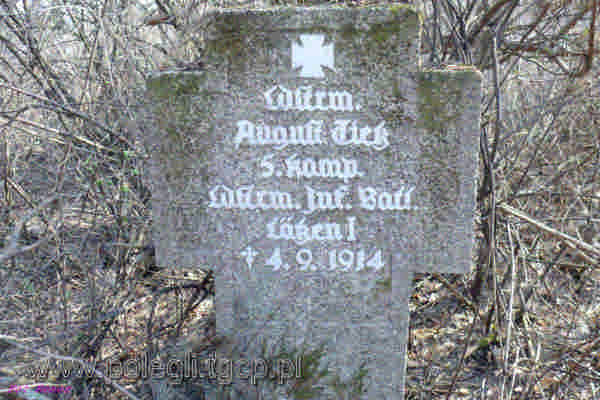 Ldstrm.
August Tietz
5. Komp.
Ldstrm. Inf. Batl.
Lötzen I
† 4. 9. 1914
www.polegli.tgcp.pl